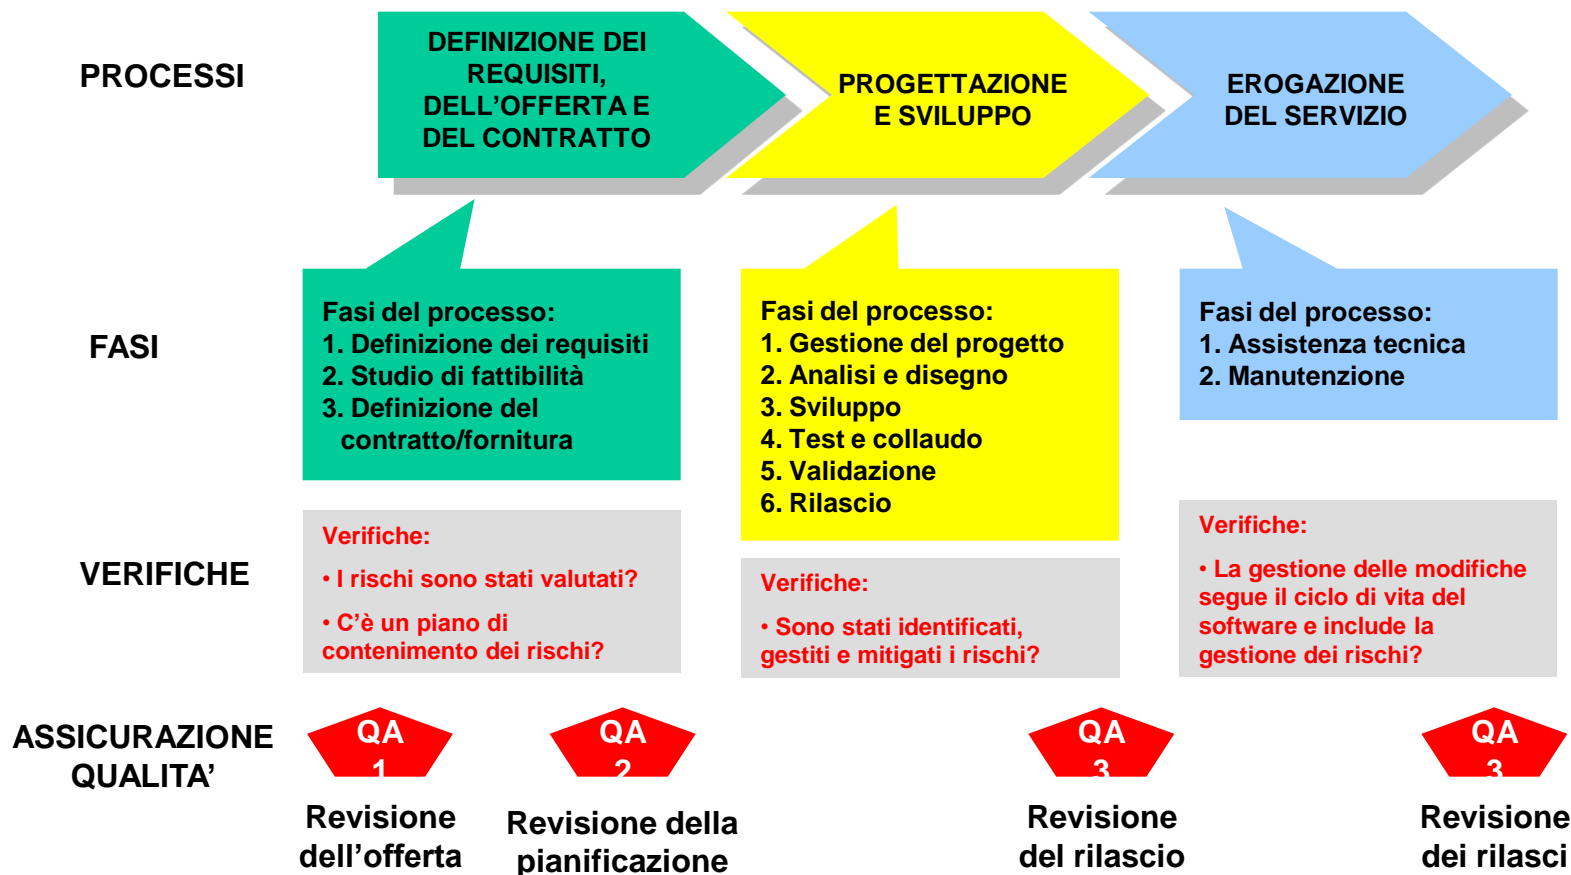 PROCESSI
DEFINIZIONE DEI
REQUISITI,
DELL’OFFERTA E
DEL CONTRATTO
PROGETTAZIONE
E SVILUPPO
EROGAZIONE
DEL SERVIZIO
FASI
Fasi del processo:
1. Definizione dei requisiti
2. Studio di fattibilità
3. Definizione del
contratto/fornitura
Fasi del processo:
1. Gestione del progetto
2. Analisi e disegno
3. Sviluppo
4. Test e collaudo
5. Validazione
6. Rilascio
Fasi del processo:
1. Assistenza tecnica
2. Manutenzione
VERIFICHE
Verifiche:
• I rischi sono stati valutati?
• C’è un piano di
contenimento dei rischi?
Verifiche:
• Sono stati identificati,
gestiti e mitigati i rischi?
Verifiche:
• La gestione delle modifiche
segue il ciclo di vita del
software e include la
gestione dei rischi?
ASSICURAZIONE
QUALITA’
QA
1
Revisione
dell’offerta
QA
2
Revisione della
pianificazione
QA
3
Revisione
del rilascio
QA
3
Revisione
dei rilasci